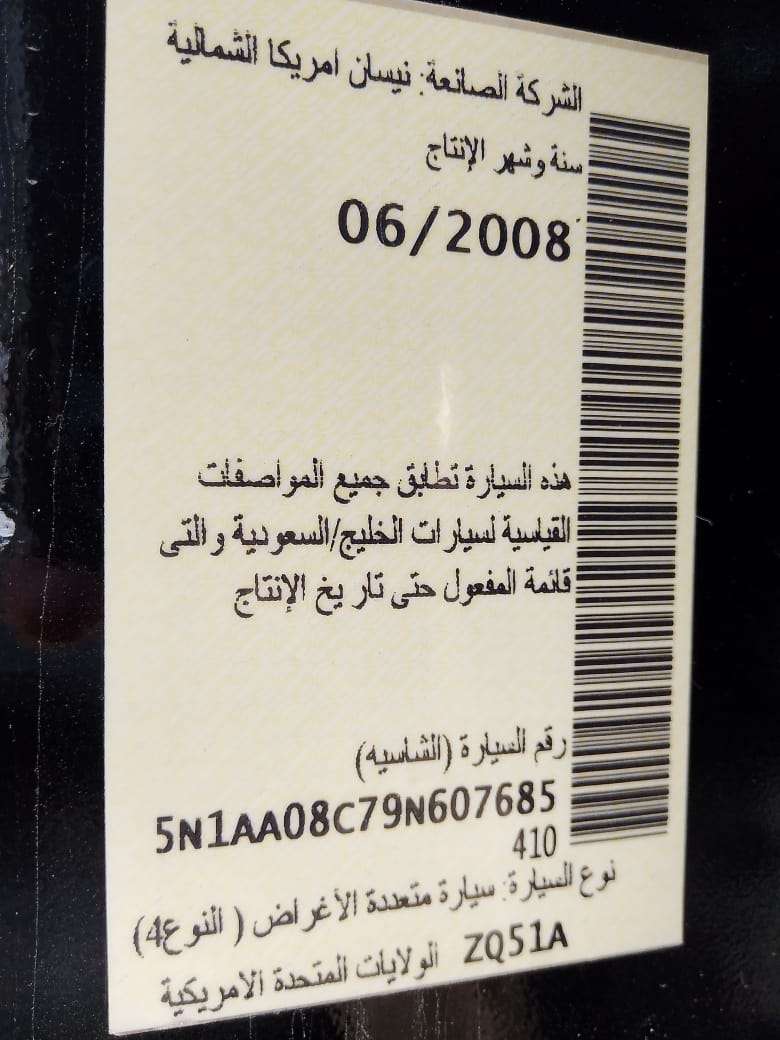 الشركة الصانعة: نيسان امريكا الشمالية
سنة وشهر الإنتاج
06/2008
هذه السيارة تطابق جميع المواصفات
القياسية لسيارات الخليج/السعودية والتى
قائمة المفعول حتى تاريخ الإنتاج
رقم السيارة (الشاسيه)
5N1AA08C79N607685
410
نوع السيارة: سيارة متعددة الأغراض ( النوع4)
ZQ51A الولايات المتحدة الامريكية